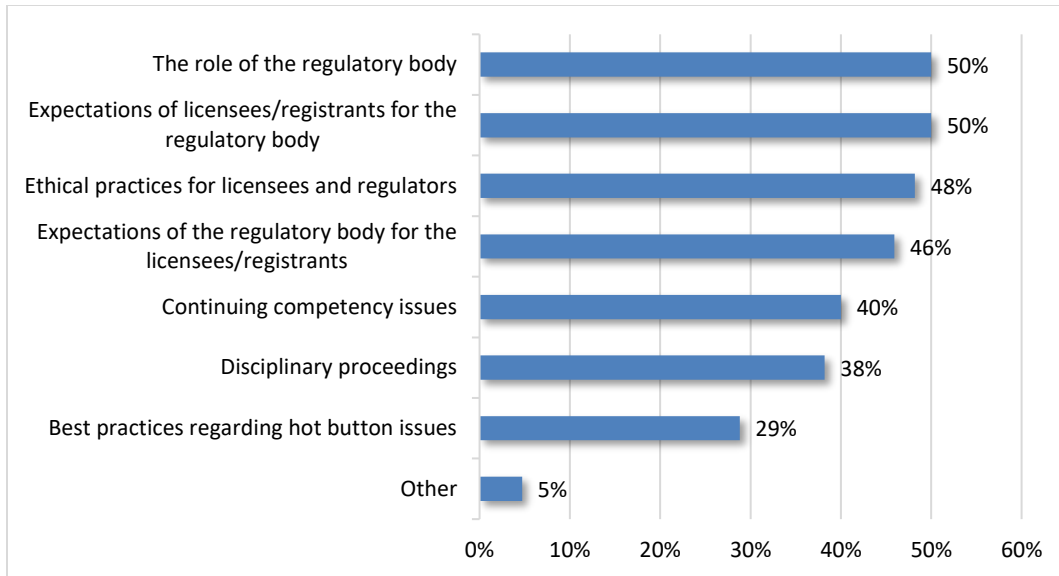 The role of the regulatory body
50%
Expectations of licensees/registrants for the
regulatory body
50%
Ethical practices for licensees and regulators
48%
Expectations of the regulatory body for the
licensees/registrants
46%
Continuing competency issues
40%
Disciplinary proceedings
38%
Best practices regarding hot button issues
29%
Other
5%
0%
10%
20%
30%
40%
50%
60%